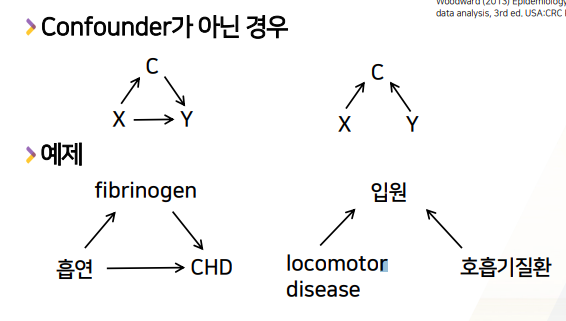 Woodward (2013) Epidemiology
data analysis, 3rd ed. USA:CRC
Confounder가 아닌 경우
C
X
Y
C
X
Y
예제
fibrinogen
흡연
CHD
입원
locomotor
disease
호흡기질환